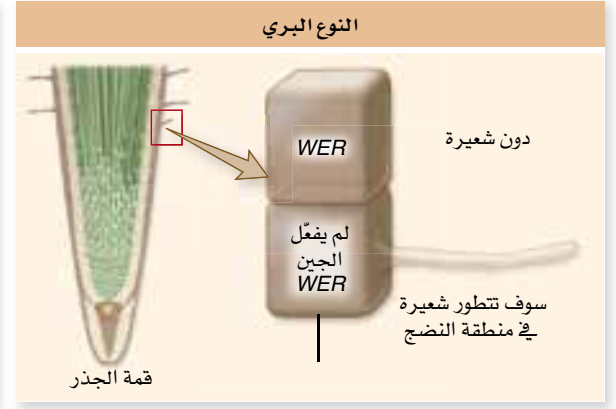 النوع البري
WER
دون شعيرة
لم يفعّل
الجين
WER
سوف تتطور شعيرة
في منطقة النضج
قمة الجذر